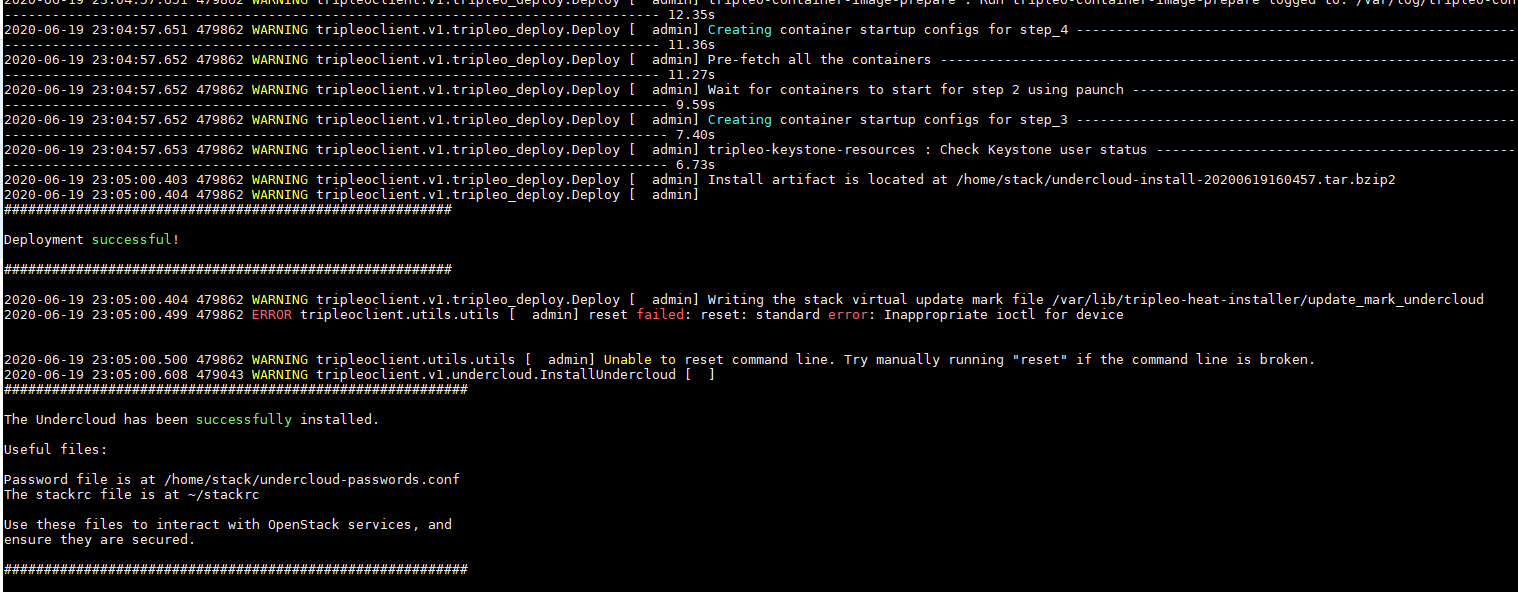 2020-06-19 23:04:57.651 479862 WARNING tripleoclient.v1.tripleo_deploy.Deploy [  admin] tripleo-container-image-prepare : Run tripleo-container-image-prepare logged to: /var/log/tripleo-con
---------------------------------------------------------------------------------- 12.35s
2020-06-19 23:04:57.651 479862 WARNING tripleoclient.v1.tripleo_deploy.Deploy [  admin] Creating container startup configs for step_4 -------------------------------------------------------
---------------------------------------------------------------------------------- 11.36s
2020-06-19 23:04:57.652 479862 WARNING tripleoclient.v1.tripleo_deploy.Deploy [  admin] Pre-fetch all the containers ------------------------------------------------------------------------
---------------------------------------------------------------------------------- 11.27s
2020-06-19 23:04:57.652 479862 WARNING tripleoclient.v1.tripleo_deploy.Deploy [  admin] Wait for containers to start for step 2 using paunch ------------------------------------------------
----------------------------------------------------------------------------------- 9.59s
2020-06-19 23:04:57.652 479862 WARNING tripleoclient.v1.tripleo_deploy.Deploy [  admin] Creating container startup configs for step_3 -------------------------------------------------------
----------------------------------------------------------------------------------- 7.40s
2020-06-19 23:04:57.653 479862 WARNING tripleoclient.v1.tripleo_deploy.Deploy [  admin] tripleo-keystone-resources : Check Keystone user status ---------------------------------------------
----------------------------------------------------------------------------------- 6.73s
2020-06-19 23:05:00.403 479862 WARNING tripleoclient.v1.tripleo_deploy.Deploy [  admin] Install artifact is located at /home/stack/undercloud-install-20200619160457.tar.bzip2
2020-06-19 23:05:00.404 479862 WARNING tripleoclient.v1.tripleo_deploy.Deploy [  admin]
########################################################
Deployment successful!
########################################################
2020-06-19 23:05:00.404 479862 WARNING tripleoclient.v1.tripleo_deploy.Deploy [  admin] Writing the stack virtual update mark file /var/lib/tripleo-heat-installer/update_mark_undercloud
2020-06-19 23:05:00.499 479862 ERROR tripleoclient.utils.utils [  admin] reset failed: reset: standard error: Inappropriate ioctl for device
2020-06-19 23:05:00.500 479862 WARNING tripleoclient.utils.utils [  admin] Unable to reset command line. Try manually running "reset" if the command line is broken.
2020-06-19 23:05:00.608 479043 WARNING tripleoclient.v1.undercloud.InstallUndercloud [  ]
##########################################################
The Undercloud has been successfully installed.
Useful files:
Password file is at /home/stack/undercloud-passwords.conf
The stackrc file is at ~/stackrc
Use these files to interact with OpenStack services, and
ensure they are secured.
##########################################################